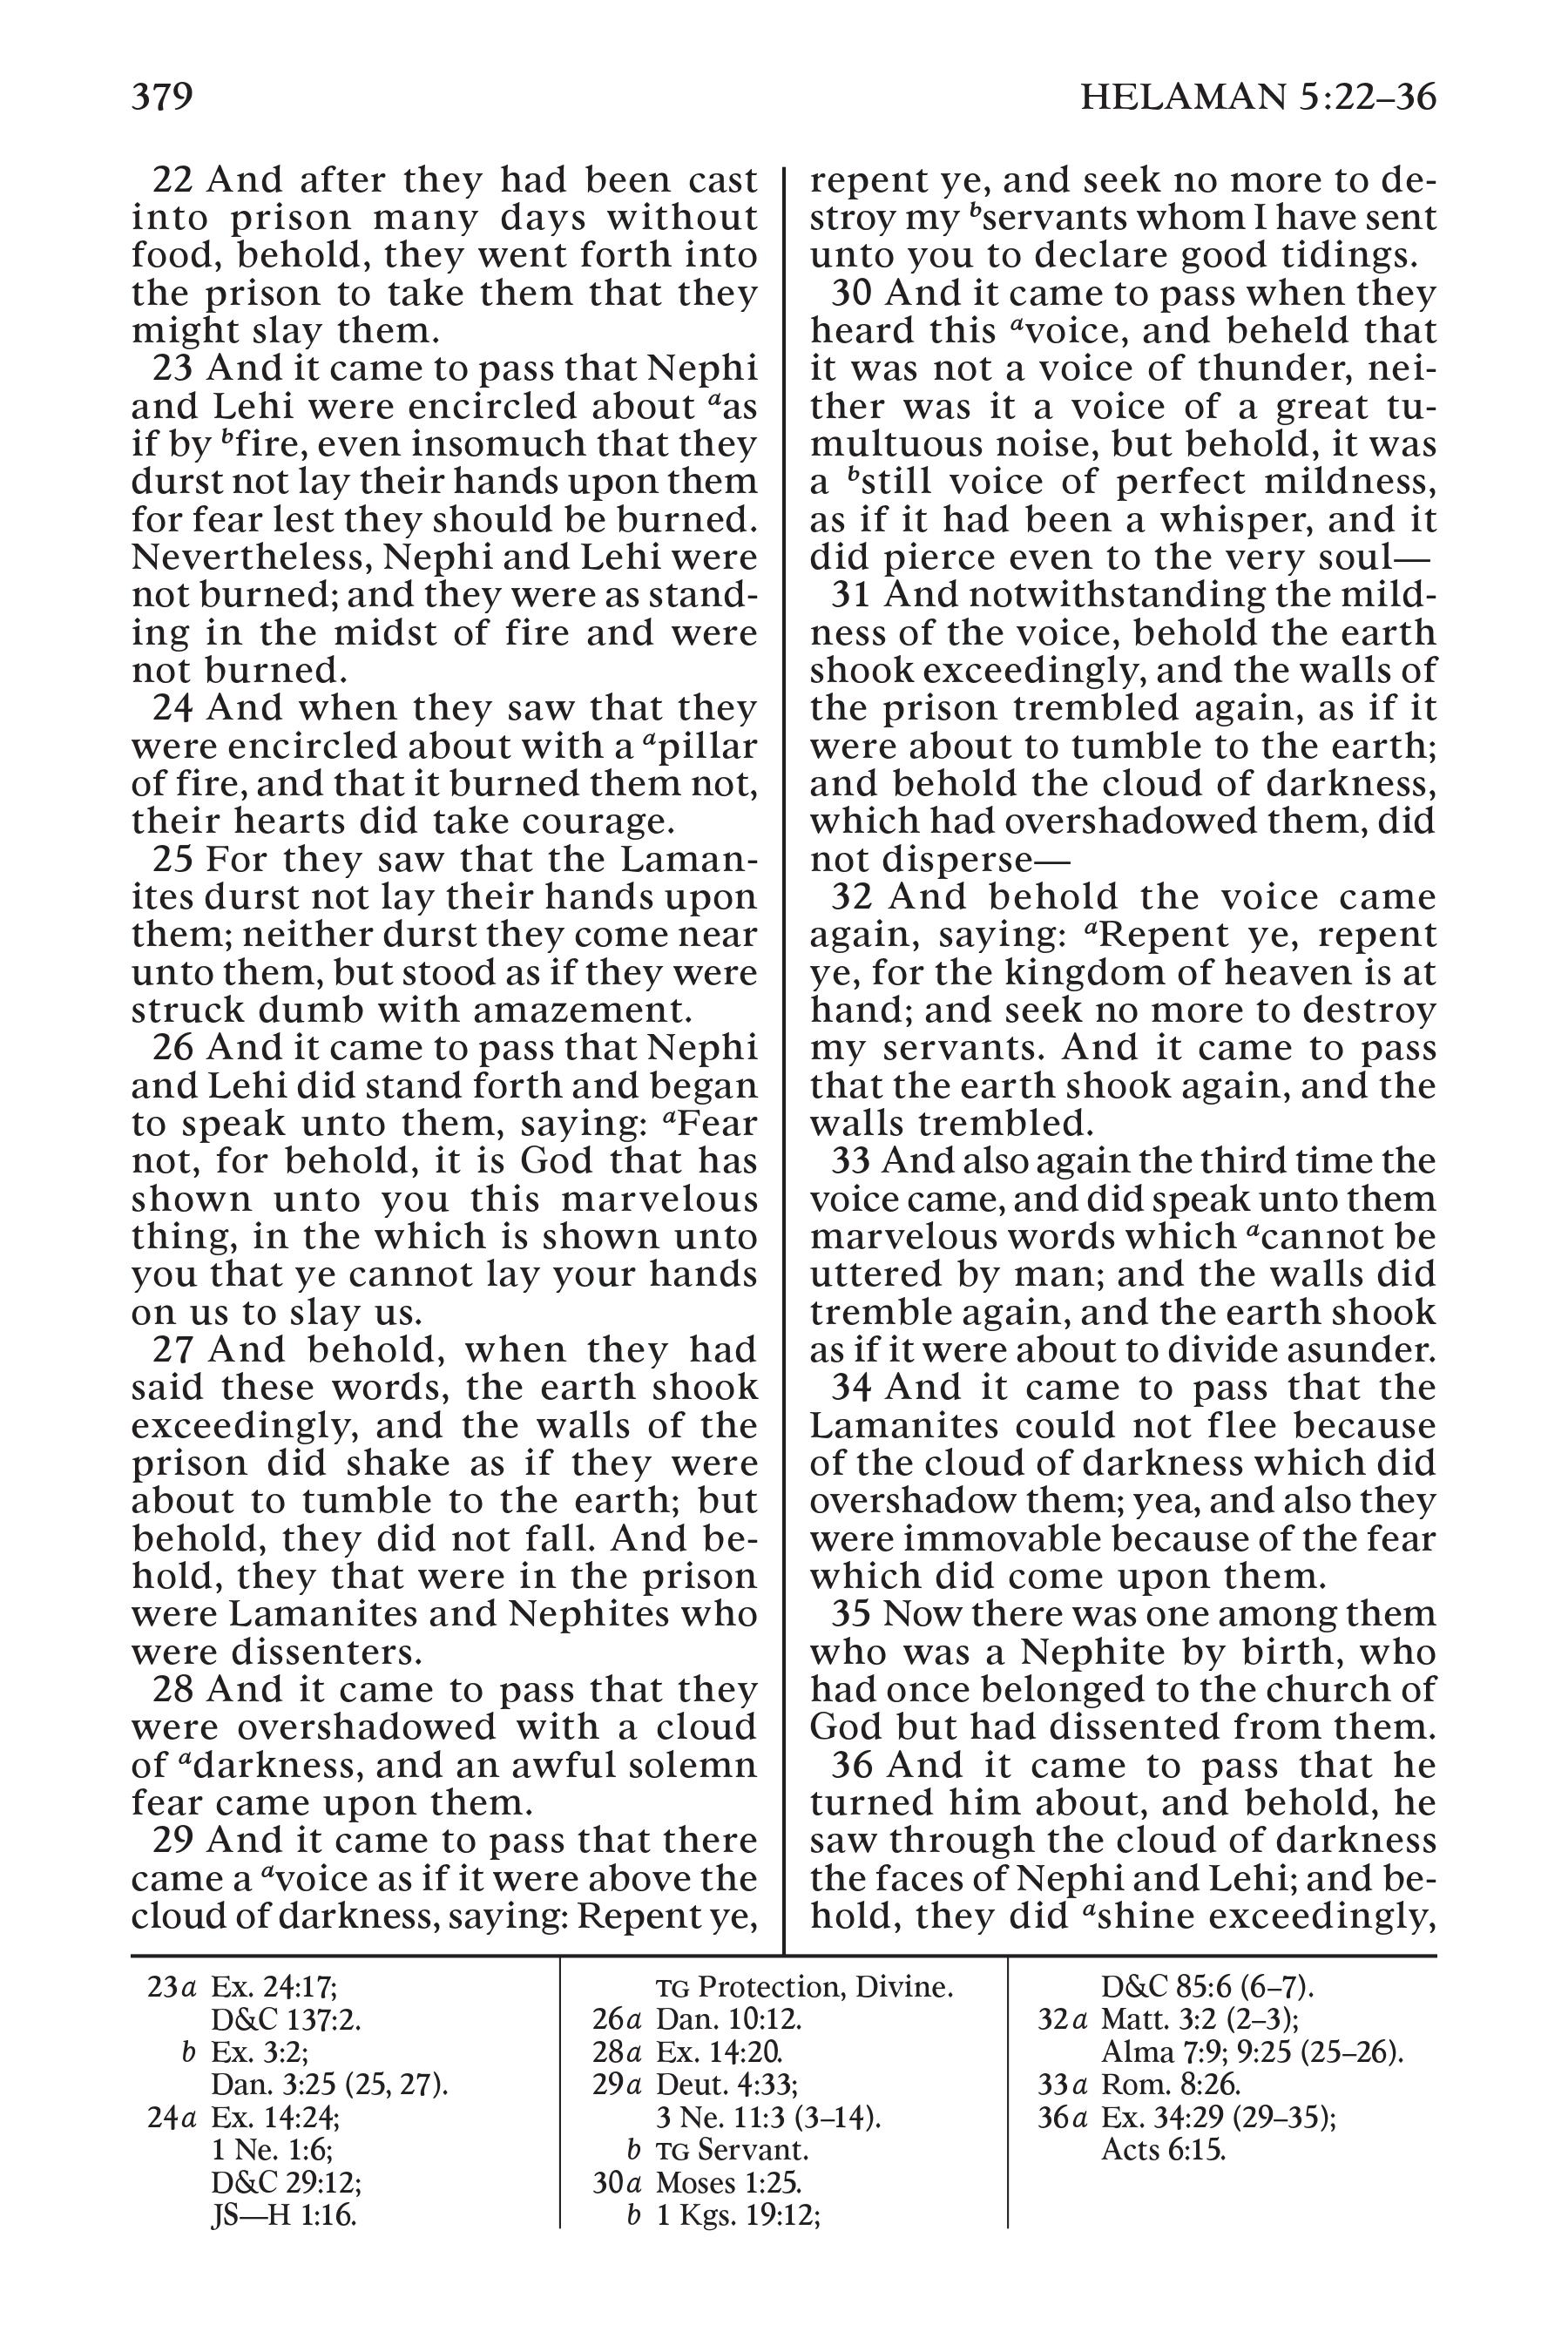 379
HELAMAN 5:22–36
22 And after they had been cast
into prison many days without
food, behold, they went forth into
the prison to take them that they
might slay them.
23 And it came to pass that Nephi
and Lehi were encircled about aas
if by bfire, even insomuch that they
durst not lay their hands upon them
for fear lest they should be burned.
Nevertheless, Nephi and Lehi were
not burned; and they were as stand-
ing in the midst of fire and were
not burned.
24 And when they saw that they
were encircled about with a apillar
of fire, and that it burned them not,
their hearts did take courage.
25 For they saw that the Laman-
ites durst not lay their hands upon
them; neither durst they come near
unto them, but stood as if they were
struck dumb with amazement.
26 And it came to pass that Nephi
and Lehi did stand forth and began
to speak unto them, saying: aFear
not, for behold, it is God that has
shown unto you this marvelous
thing, in the which is shown unto
you that ye cannot lay your hands
on us to slay us.
27 And behold, when they had
said these words, the earth shook
exceedingly, and the walls of the
prison did shake as if they were
about to tumble to the earth; but
behold, they did not fall. And be-
hold, they that were in the prison
were Lamanites and Nephites who
were dissenters.
28 And it came to pass that they
were overshadowed with a cloud
of adarkness, and an awful solemn
fear came upon them.
29 And it came to pass that there
came a avoice as if it were above the
cloud of darkness, saying: Repent ye,
repent ye, and seek no more to de-
stroy my bservants whom I have sent
unto you to declare good tidings.
30 And it came to pass when they
heard this avoice, and beheld that
it was not a voice of thunder, nei-
ther was it a voice of a great tu-
multuous noise, but behold, it was
a bstill voice of perfect mildness,
as if it had been a whisper, and it
did pierce even to the very soul—
31 And notwithstanding the mild-
ness of the voice, behold the earth
shook exceedingly, and the walls of
the prison trembled again, as if it
were about to tumble to the earth;
and behold the cloud of darkness,
which had overshadowed them, did
not disperse—
32 And behold the voice came
again, saying: aRepent ye, repent
ye, for the kingdom of heaven is at
hand; and seek no more to destroy
my servants. And it came to pass
that the earth shook again, and the
walls trembled.
33 And also again the third time the
voice came, and did speak unto them
marvelous words which acannot be
uttered by man; and the walls did
tremble again, and the earth shook
as if it were about to divide asunder.
34 And it came to pass that the
Lamanites could not flee because
of the cloud of darkness which did
overshadow them; yea, and also they
were immovable because of the fear
which did come upon them.
35 Now there was one among them
who was a Nephite by birth, who
had once belonged to the church of
God but had dissented from them.
36 And it came to pass that he
turned him about, and behold, he
saw through the cloud of darkness
the faces of Nephi and Lehi; and be-
hold, they did ashine exceedingly,
23a Ex. 24:17;
D&C 137:2.
b Ex. 3:2;
Dan. 3:25 (25, 27).
24a Ex. 14:24;
1 Ne. 1:6;
D&C 29:12;
JS—H 1:16.
TG Protection, Divine.
26a Dan. 10:12.
28a Ex. 14:20.
29a Deut. 4:33;
3 Ne. 11:3 (3–14).
b TG Servant.
30a Moses 1:25.
b 1 Kgs. 19:12;
D&C 85:6 (6–7).
32a Matt. 3:2 (2–3);
Alma 7:9; 9:25 (25–26).
33a Rom. 8:26.
36a Ex. 34:29 (29–35);
Acts 6:15.